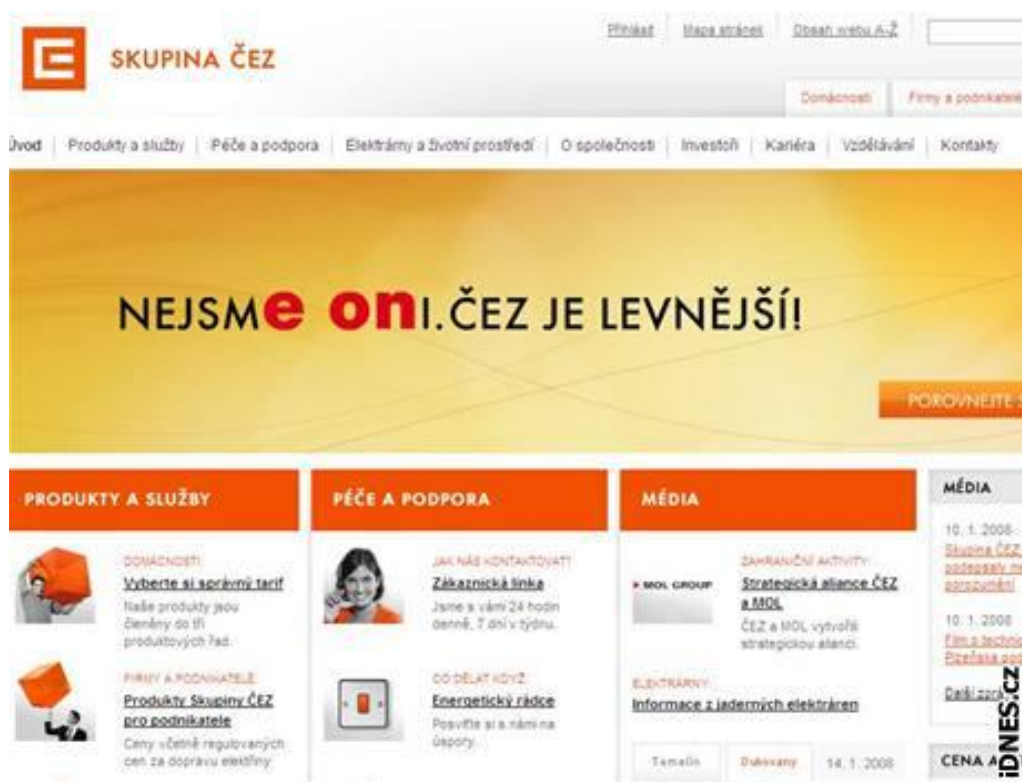 SKUPINA ČEZ
Přihlásit Mapa stránek Obsah webu A-Ž
Domácnosti Firmy a podnikatelé
Úvod Produkty a služby Péče a podpora Elektrárny a životní prostředí O společnosti Investoři Kariéra Vzdělávání Kontakty
NEJSMe onI. ČEZ JE LEVNĚJŠÍ!
POROVNEJTE
PRODUKTY A SLUŽBY
DOMÁCNOSTI:
Vyberte si správný tarif
Naše produkty jsou
členěny do tří
produktových řad.
FIRMY A PODNIKATELÉ:
Produkty Skupiny ČEZ
pro podnikatele
Ceny včetně regulovaných
cen za dopravu elektřiny
PÉČE A PODPORA
JAK NÁS KONTAKTOVAT?
Zákaznická linka
Jsme s vámi 24 hodin
denně, 7 dní v týdnu.
CO DĚLAT KDYŽ:
Energetický rádce
Posviťte si s námi na
úspory.
MÉDIA
ZAHRANIČNÍ AKTIVITY:
MOL GROUP
Strategická aliance ČEZ
a MOL
ČEZ a MOL vytvořili
strategickou alianci.
ELEKTRÁRNY:
Informace z jaderných elektráren
Temelín Dukovany 14. 1. 2008
MÉDIA
10. 1. 2008
Skupina ČEZ
podepsaly
porozumění
10. 1. 2008
Film o
Plzeňská
Další
CENA A
iDNES.cz